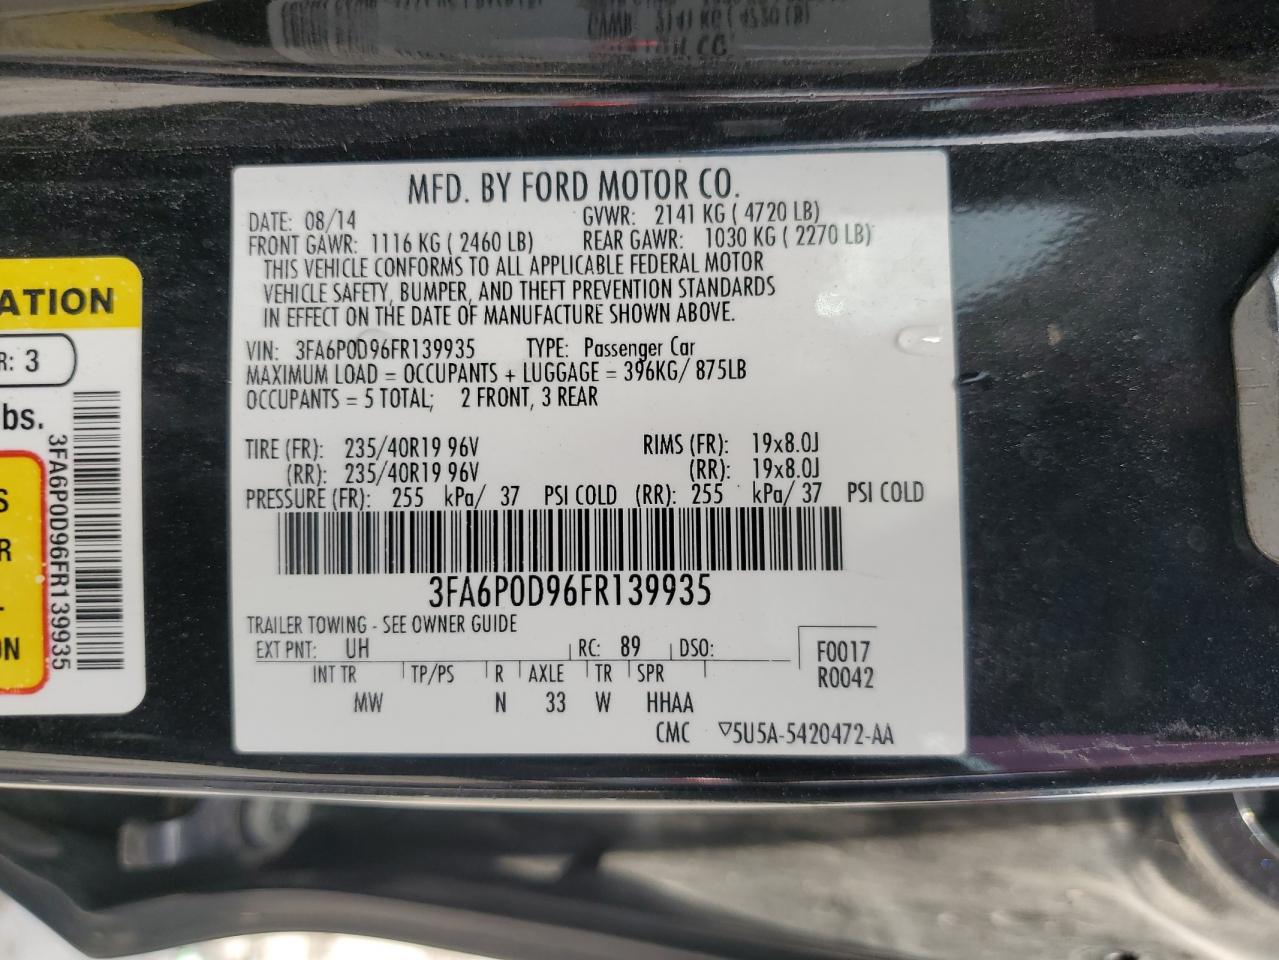 MFD. BY FORD MOTOR CO.
DATE: 08/14 GVWR: 2141 KG ( 4720 LB)
FRONT GAWR: 1116 KG ( 2460 LB) REAR GAWR: 1030 KG ( 2270 LB)
THIS VEHICLE CONFORMS TO ALL APPLICABLE FEDERAL MOTOR
VEHICLE SAFETY, BUMPER, AND THEFT PREVENTION STANDARDS
IN EFFECT ON THE DATE OF MANUFACTURE SHOWN ABOVE.
VIN: 3FA6P0D96FR139935 TYPE: Passenger Car
MAXIMUM LOAD = OCCUPANTS + LUGGAGE = 396KG/ 875LB
OCCUPANTS = 5 TOTAL; 2 FRONT, 3 REAR
TIRE (FR): 235/40R19 96V RIMS (FR): 19x8.0J
(RR): 235/40R19 96V (RR): 19x8.0J
PRESSURE (FR): 255 kPa/ 37 PSI COLD (RR): 255 kPa/ 37 PSI COLD
3FA6P0D96FR139935
TRAILER TOWING - SEE OWNER GUIDE
EXT PNT: UH RC: 89 DSO:
INT TR TP/PS R AXLE TR SPR
MW N 33 W HHAA
F0017
R0042
CMC ▽5U5A-5420472-AA
ATION
R: 3
bs.
3FA6P0D96FR139935
S
R
ON